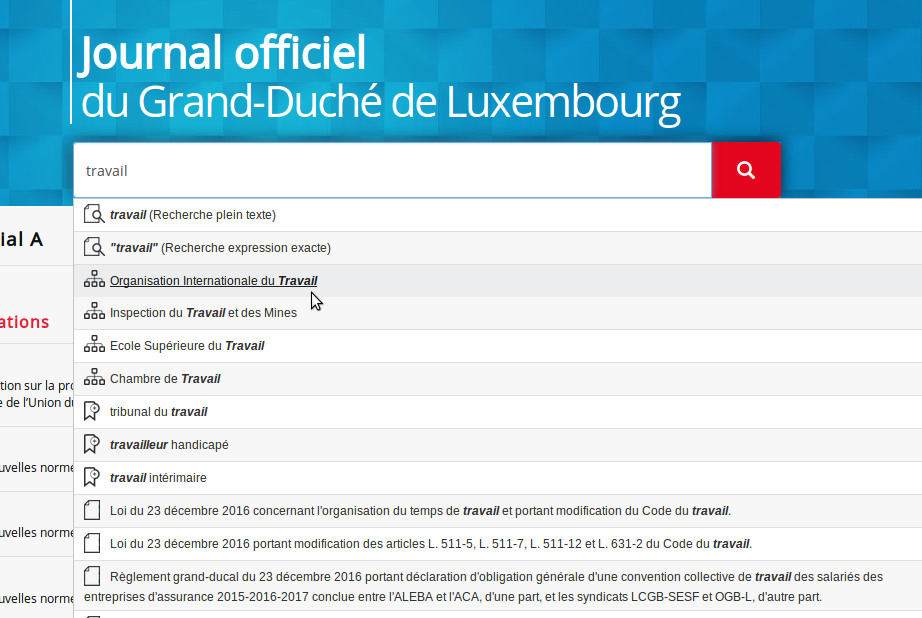 Journal officiel
du Grand-Duché de Luxembourg
travail
travail (Recherche plein texte)
ial A
"travail" (Recherche expression exacte)
Organisation Internationale du Travail
Inspection du Travail et des Mines
ations
Ecole Supérieure du Travail
Chambre de Travail
tion sur la pro
e de l'Union du
tribunal du travail
travailleur handicapé
uvelles norme
travail intérimaire
Loi du 23 décembre 2016 concernant l'organisation du temps de travail et portant modification du Code du travail.
uvelles norme
Loi du 23 décembre 2016 portant modification des articles L. 511-5, L. 511-7, L. 511-12 et L. 631-2 du Code du travail.
Règlement grand-ducal du 23 décembre 2016 portant déclaration d'obligation générale d'une convention collective de travail des salariés des
entreprises d'assurance 2015-2016-2017 conclue entre l'ALEBA et l'ACA, d'une part, et les syndicats LCGB-SESF et OGB-L, d'autre part.
uvelles norme